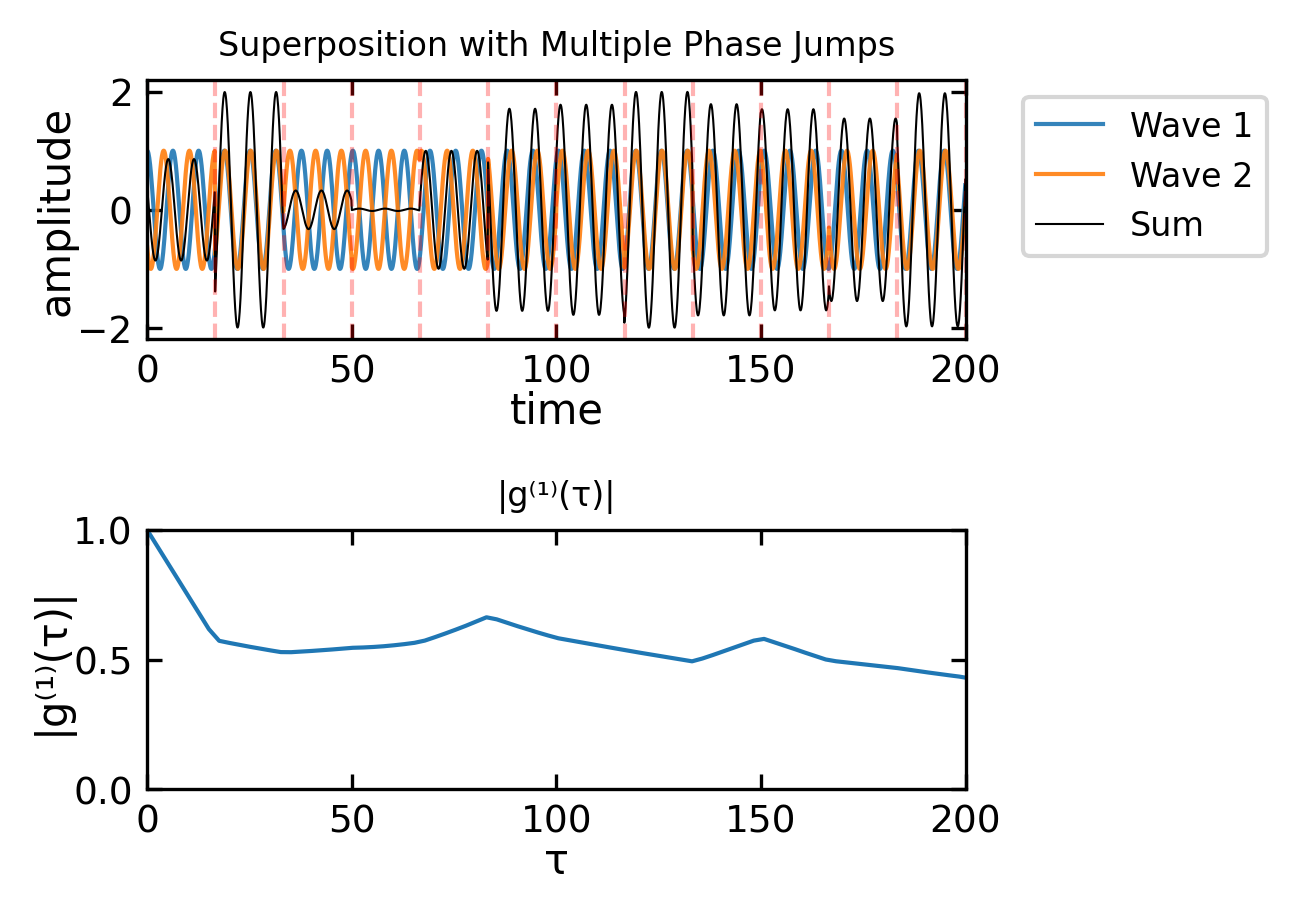 Superposition with Multiple Phase Jumps
amplitude
2
0
−2
0 50 100 150 200
time
Wave 1
Wave 2
Sum
|g⁽¹⁾(τ)|
|g⁽¹⁾(τ)|
1.0
0.5
0.0
0 50 100 150 200
τ